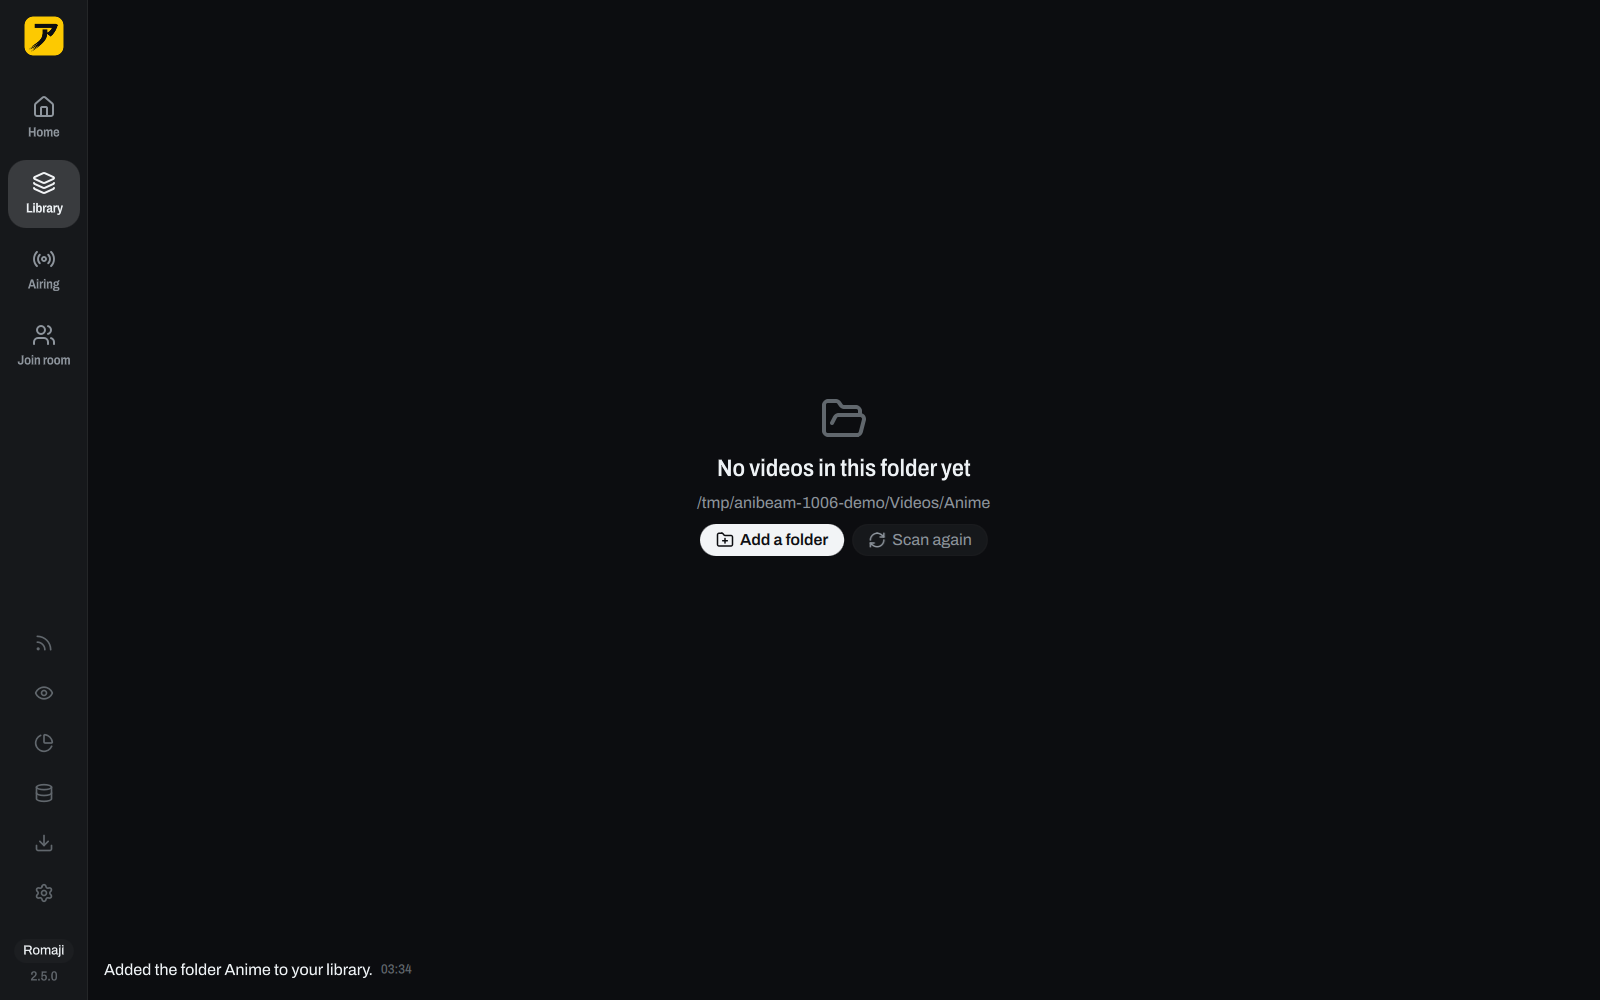 ア
Home
Library
Airing
Join room
No videos in this folder yet
/tmp/anibeam-1006-demo/Videos/Anime
Add a folder
Scan again
Romaji
2.5.0
Added the folder Anime to your library. 03:34